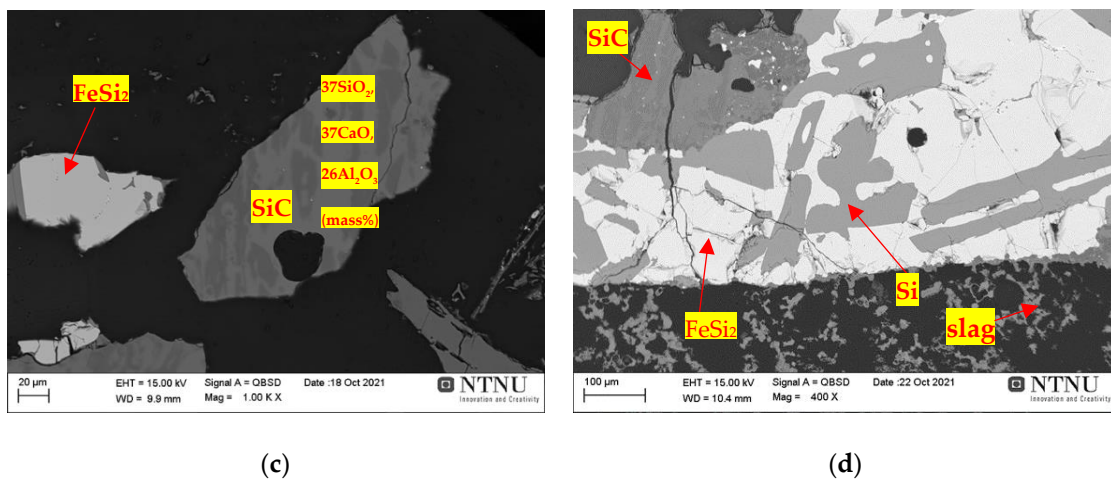 FeSi₂
37SiO₂,
37CaO,
26Al₂O₃
(mass%)
SiC
20 µm
EHT = 15.00 kV
Signal A = QBSD
Date :18 Oct 2021
WD = 9.9 mm
Mag = 1.00 K X
NTNU
Innovation and Creativity
(c)
SiC
Si
FeSi₂
slag
100 µm
EHT = 15.00 kV
Signal A = QBSD
Date :22 Oct 2021
WD = 10.4 mm
Mag = 400 X
NTNU
Innovation and Creativity
(d)